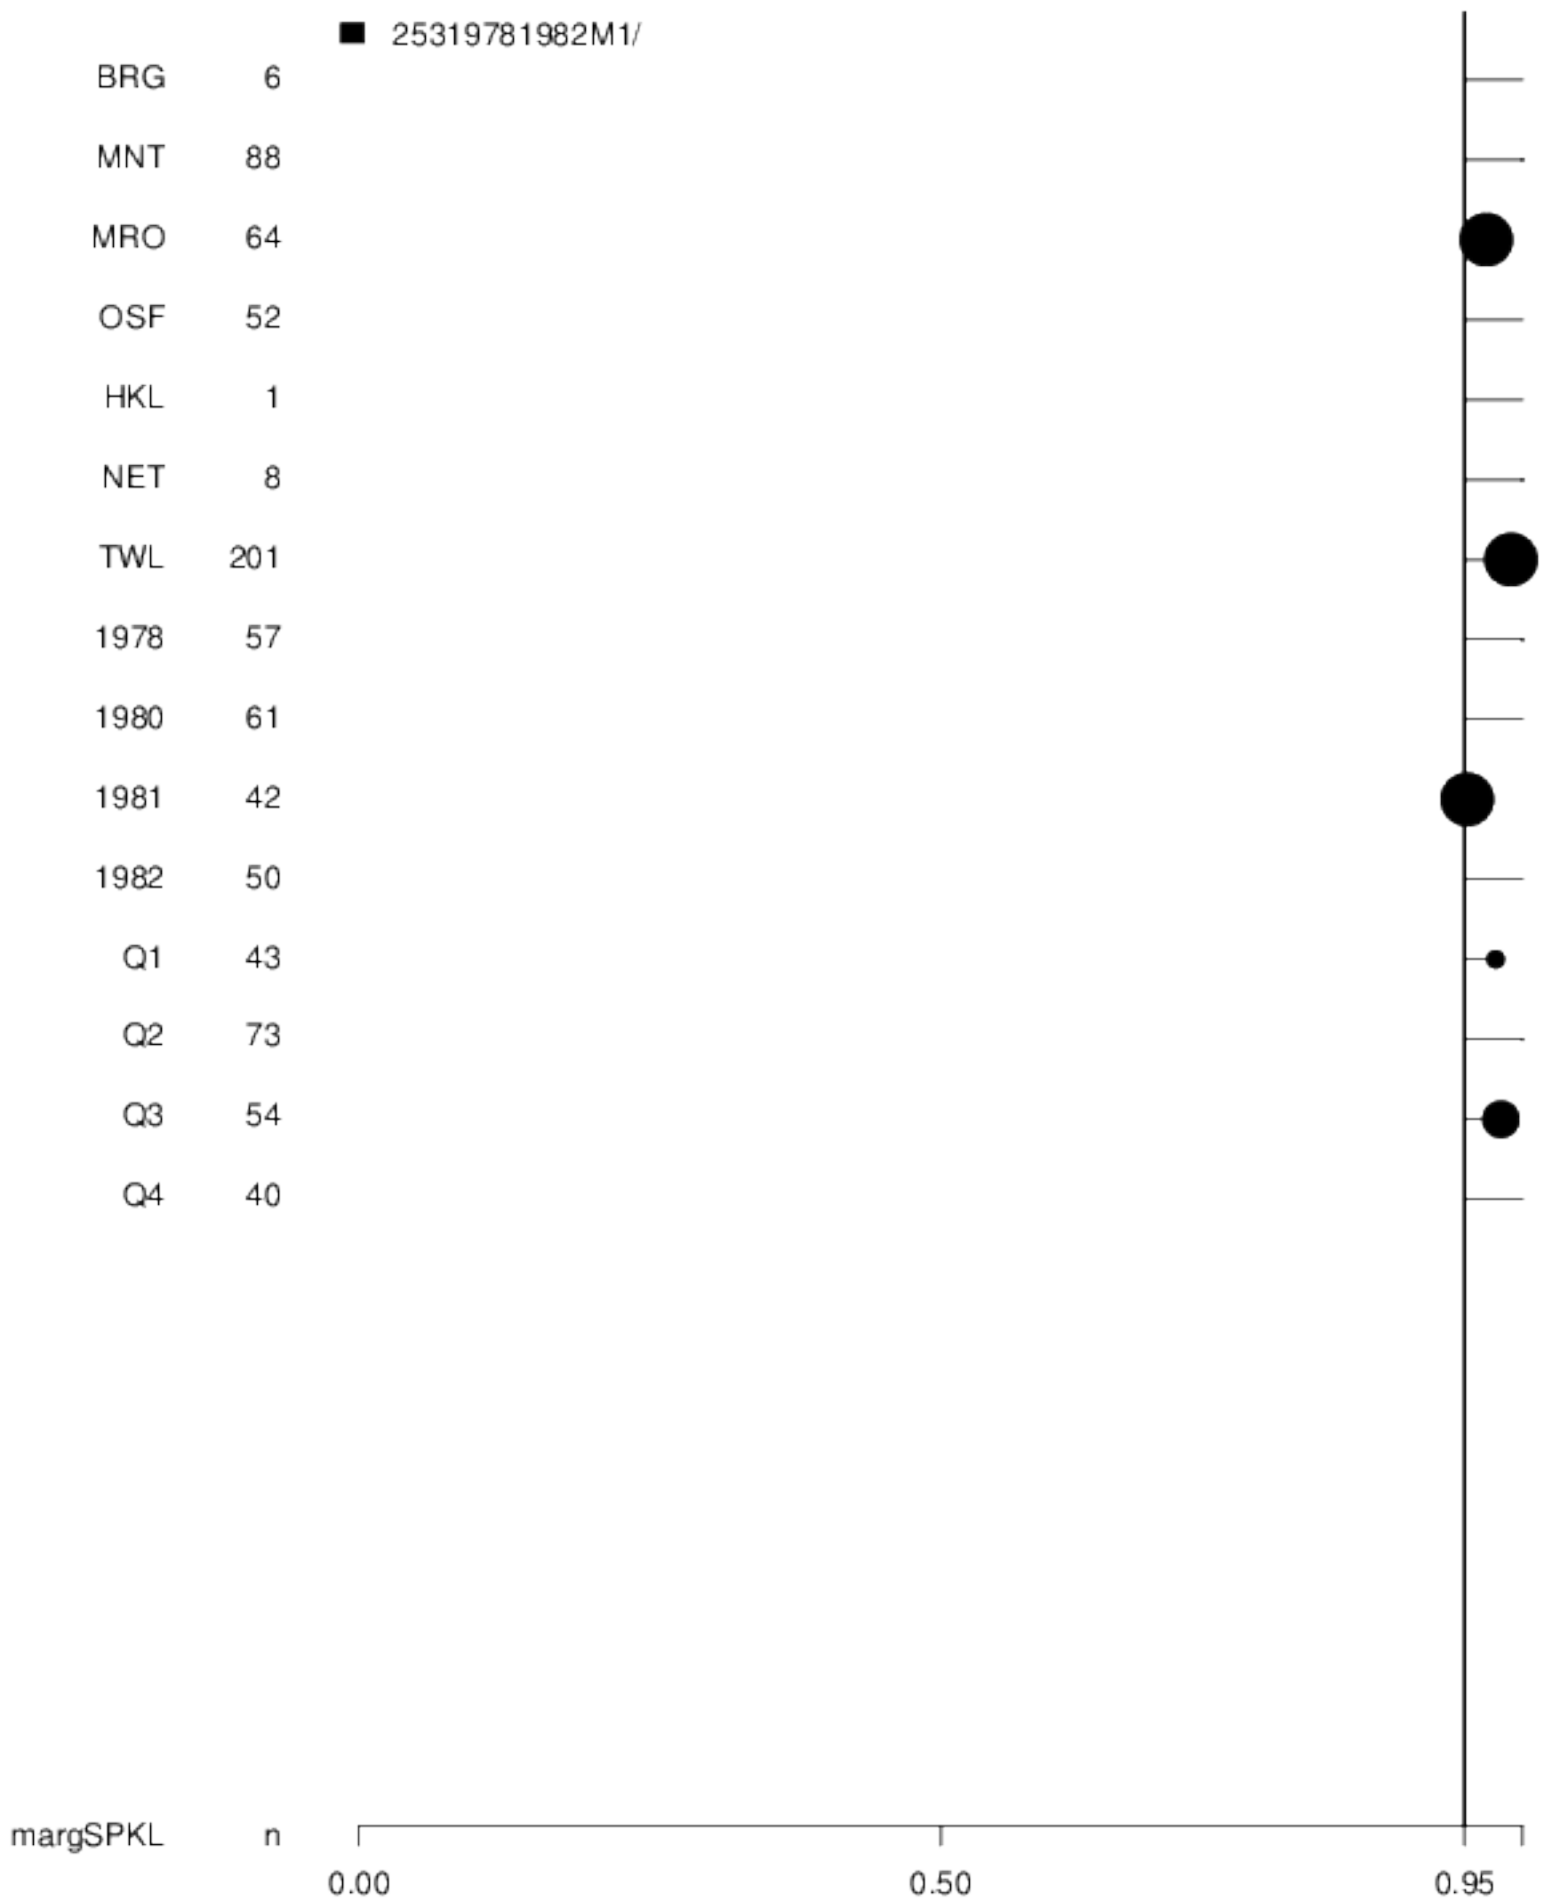 25319781982M1/
BRG 6
MNT 88
MRO 64
OSF 52
HKL 1
NET 8
TWL 201
1978 57
1980 61
1981 42
1982 50
Q1 43
Q2 73
Q3 54
Q4 40
margSPKL n
0.00 0.50 0.95